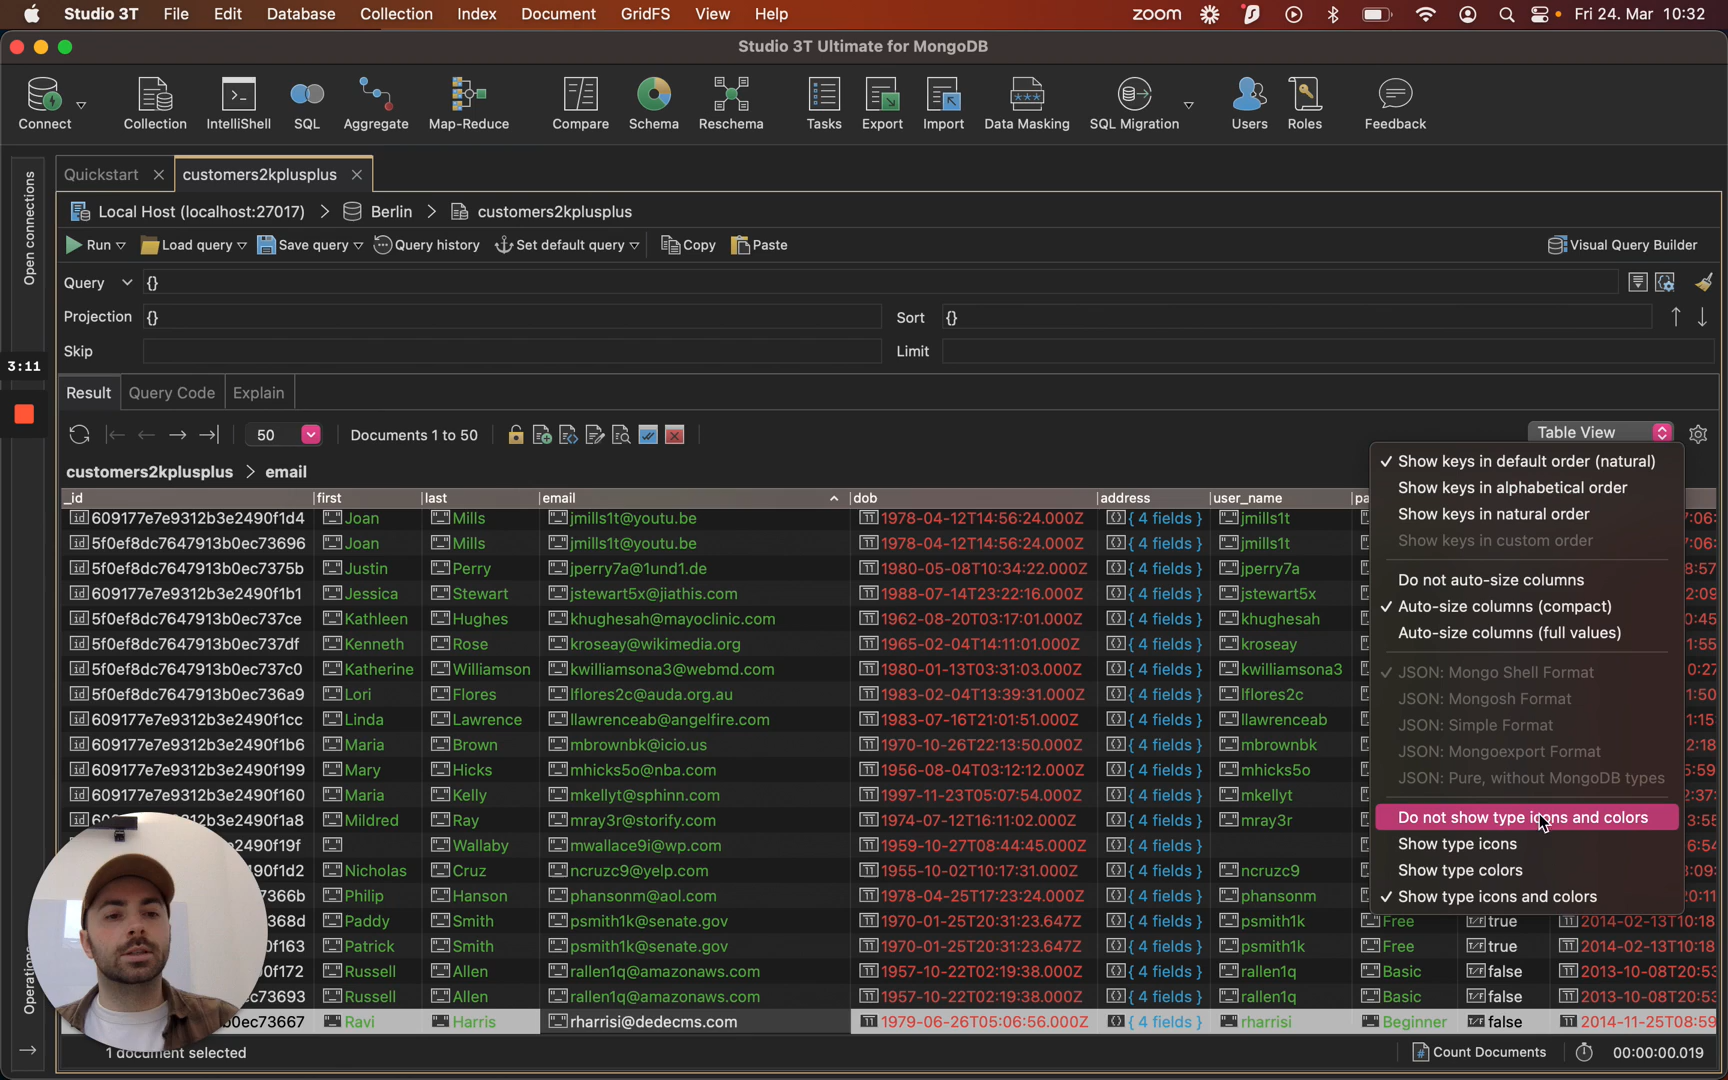 Studio 3T File Edit Database Collection Index Document GridFS View Help zoom Fri 24. Mar 10:32
Studio 3T Ultimate for MongoDB
Connect Collection IntelliShell SQL Aggregate Map-Reduce Compare Schema Reschema Tasks Export Import Data Masking SQL Migration Users Roles Feedback
Open connections
Quickstart customers2kplusplus
Local Host (localhost:27017) > Berlin > customers2kplusplus
Run Load query Save query Query history Set default query Copy Paste Visual Query Builder
Query {}
Projection {} Sort {}
Skip Limit
3:11
Result Query Code Explain
50 Documents 1 to 50 Table View
customers2kplusplus > email
_id first last email dob address user_name pa
609177e7e9312b3e2490f1d4 Joan Mills jmills1t@youtu.be 1978-04-12T14:56:24.000Z { 4 fields } jmills1t
5f0ef8dc7647913b0ec73696 Joan Mills jmills1t@youtu.be 1978-04-12T14:56:24.000Z { 4 fields } jmills1t
5f0ef8dc7647913b0ec7375b Justin Perry jperry7a@1und1.de 1980-05-08T10:34:22.000Z { 4 fields } jperry7a
609177e7e9312b3e2490f1b1 Jessica Stewart jstewart5x@jiathis.com 1988-07-14T23:22:16.000Z { 4 fields } jstewart5x
5f0ef8dc7647913b0ec737ce Kathleen Hughes khughesah@mayoclinic.com 1962-08-20T03:17:01.000Z { 4 fields } khughesah
5f0ef8dc7647913b0ec737df Kenneth Rose kroseay@wikimedia.org 1965-02-04T14:11:01.000Z { 4 fields } kroseay
5f0ef8dc7647913b0ec737c0 Katherine Williamson kwilliamsona3@webmd.com 1980-01-13T03:31:03.000Z { 4 fields } kwilliamsona3
5f0ef8dc7647913b0ec736a9 Lori Flores lflores2c@auda.org.au 1983-02-04T13:39:31.000Z { 4 fields } lflores2c
609177e7e9312b3e2490f1cc Linda Lawrence llawrenceab@angelfire.com 1983-07-16T21:01:51.000Z { 4 fields } llawrenceab
609177e7e9312b3e2490f1b6 Maria Brown mbrownbk@icio.us 1970-10-26T22:13:50.000Z { 4 fields } mbrownbk
609177e7e9312b3e2490f199 Mary Hicks mhicks5o@nba.com 1956-08-04T03:12:12.000Z { 4 fields } mhicks5o
609177e7e9312b3e2490f160 Maria Kelly mkellyt@sphinn.com 1997-11-23T05:07:54.000Z { 4 fields } mkellyt
2490f1a8 Mildred Ray mray3r@storify.com 1974-07-12T16:24:24.000Z { 4 fields } mray3r
0f19f Wallaby mwallace9i@wp.com 1959-10-27T08:44:45.000Z { 4 fields }
0f1d2 Nicholas Cruz ncruzc9@yelp.com 1955-10-02T01:10:17.000Z { 4 fields } ncruzc9
7366b Philip Hanson phansonm@aol.com 1978-04-25T17:23:24.000Z { 4 fields } phansonm
368d Paddy Smith psmith1k@senate.gov 1970-01-25T20:31:23.647Z { 4 fields } psmith1k Free true 2014-02-13T10:18
0f163 Patrick Smith psmith1k@senate.gov 1970-01-25T20:31:23.647Z { 4 fields } psmith1k Free true 2014-02-13T10:18
0f172 Russell Allen rallen1q@amazonaws.com 1957-10-22T02:19:38.000Z { 4 fields } rallen1q Basic false 2013-10-08T20:53
c73693 Russell Allen rallen1q@amazonaws.com 1957-10-22T02:19:38.000Z { 4 fields } rallen1q Basic false 2013-10-08T20:53
0ec73667 Ravi Harris rharrisi@dedecms.com 1979-06-26T05:06:56.000Z { 4 fields } rharrisi Beginner false 2014-11-25T08:59
Show keys in default order (natural)
Show keys in alphabetical order
Show keys in natural order
Show keys in custom order
Do not auto-size columns
Auto-size columns (compact)
Auto-size columns (full values)
JSON: Mongo Shell Format
JSON: Mongosh Format
JSON: Simple Format
JSON: Mongoexport Format
JSON: Pure, without MongoDB types
Do not show type icons and colors
Show type icons
Show type colors
Show type icons and colors
Operations
1 document selected Count Documents 00:00:00.019